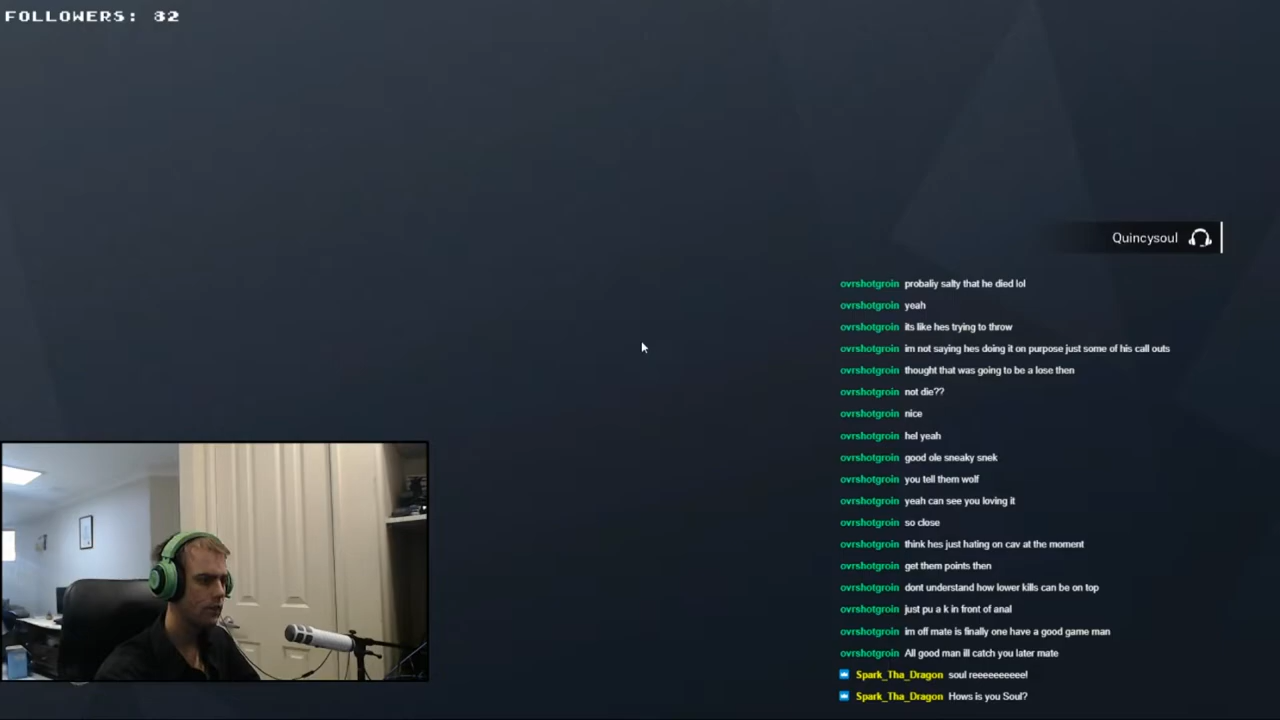 FOLLOWERS: 32
Quincysoul
ovrshotgroin probaliy salty that he died lol
ovrshotgroin yeah
ovrshotgroin its like hes trying to throw
ovrshotgroin im not saying hes doing it on purpose just some of his call outs
ovrshotgroin thought that was going to be a lose then
ovrshotgroin not die??
ovrshotgroin nice
ovrshotgroin hel yeah
ovrshotgroin good ole sneaky snek
ovrshotgroin you tell them wolf
ovrshotgroin yeah can see you loving it
ovrshotgroin so close
ovrshotgroin think hes just hating on cav at the moment
ovrshotgroin get them points then
ovrshotgroin dont understand how lower kills can be on top
ovrshotgroin just pu a k in front of anal
ovrshotgroin im off mate is finally one have a good game man
ovrshotgroin All good man ill catch you later mate
Spark_Tha_Dragon soul reeeeeeeeee!
Spark_Tha_Dragon Hows is you Soul?